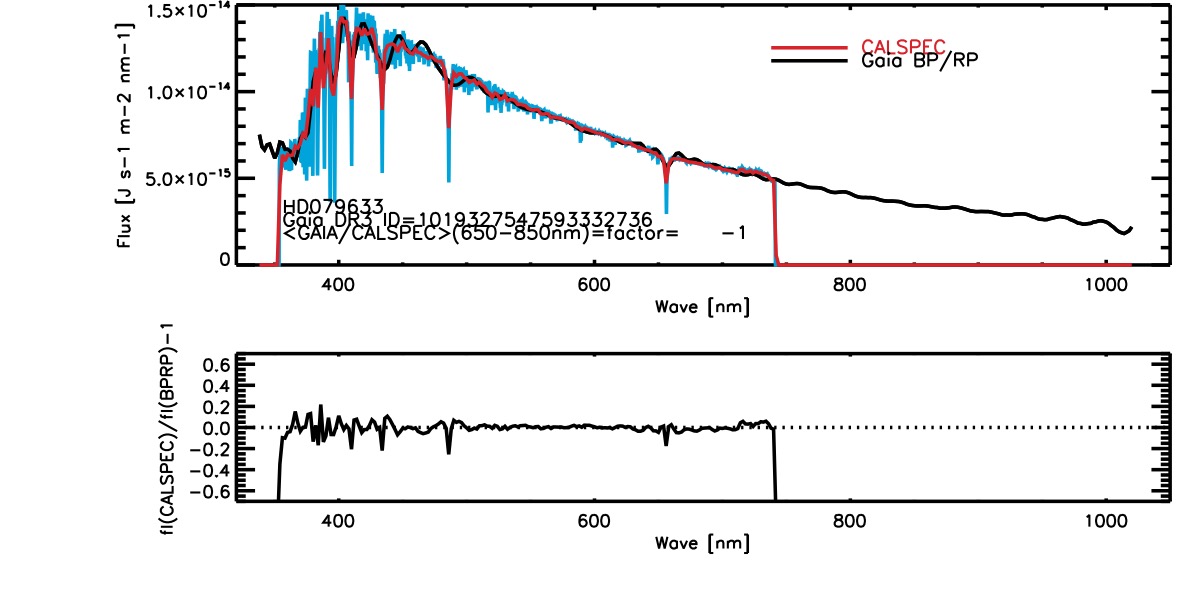 1.5×10−14
1.0×10−14
5.0×10−15
0
Flux [J s−1 m−2 nm−1]
CALSPEC
Gaia BP/RP
HD079633
Gaia DR3 ID=1019327547593332736
<GAIA/CALSPEC>(650−850nm)=factor= −1
400 600 800 1000
Wave [nm]
fl(CALSPEC)/fl(BPRP)−1
0.6
0.4
0.2
0.0
−0.2
−0.4
−0.6
400 600 800 1000
Wave [nm]